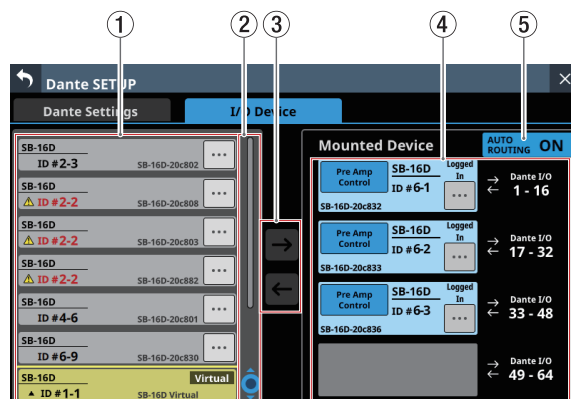 ① ② ③ ④ ⑤
Dante SETUP
Dante Settings
I/O Device
SB-16D
ID #2-3
SB-16D-20c802
SB-16D
ID #2-2
SB-16D-20c808
SB-16D
ID #2-2
SB-16D-20c803
SB-16D
ID #2-2
SB-16D-20c882
SB-16D
ID #4-6
SB-16D-20c801
SB-16D
ID #6-9
SB-16D-20c830
SB-16D
Virtual
ID #1-1
SB-16D Virtual
Mounted Device
AUTO
ROUTING
ON
Pre Amp
Control
SB-16D
Logged
In
ID #6-1
SB-16D-20c832
Dante I/O
1 - 16
Pre Amp
Control
SB-16D
Logged
In
ID #6-2
SB-16D-20c833
Dante I/O
17 - 32
Pre Amp
Control
SB-16D
Logged
In
ID #6-3
SB-16D-20c836
Dante I/O
33 - 48
Dante I/O
49 - 64